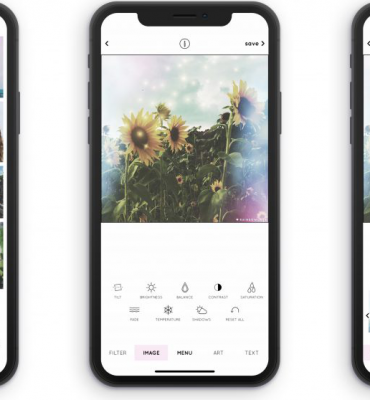 save
TILT BRIGHTNESS BALANCE CONTRAST SATURATION
FADE TEMPERATURE SHADOWS RESET ALL
FILTER IMAGE MENU ART TEXT